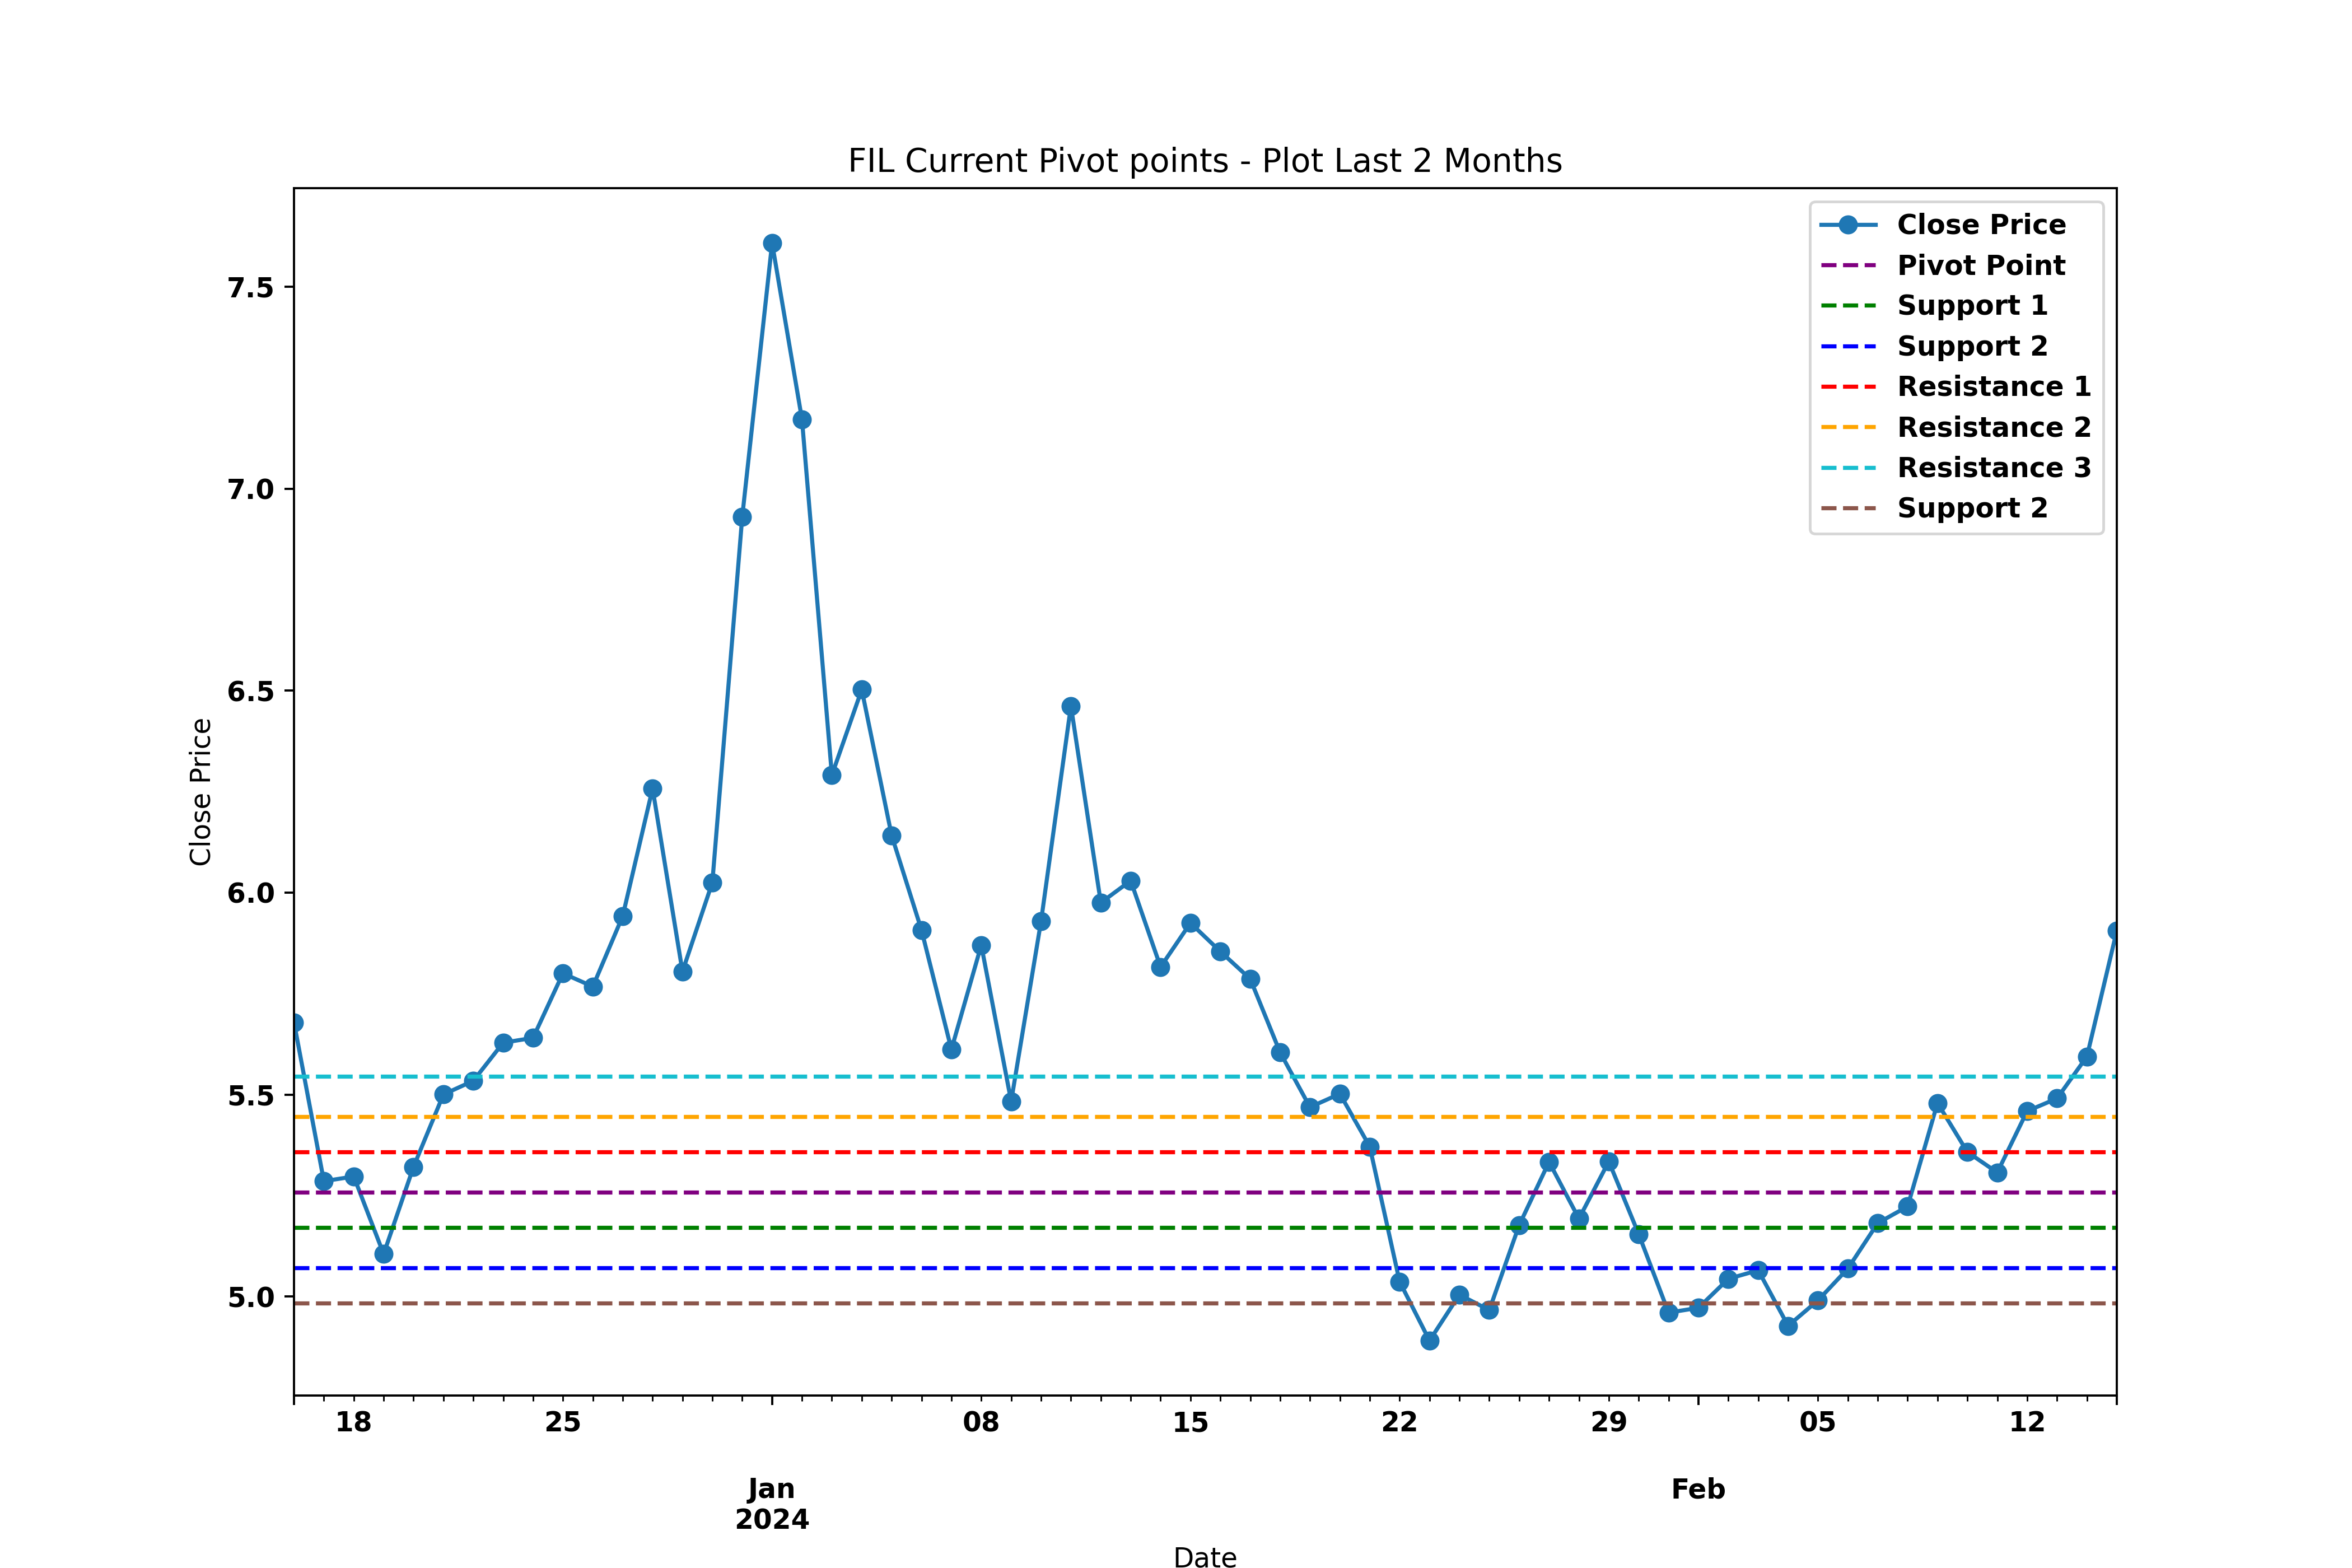 FIL Current Pivot points - Plot Last 2 Months
Close Price
Pivot Point
Support 1
Support 2
Resistance 1
Resistance 2
Resistance 3
Support 2
7.5
7.0
6.5
6.0
5.5
5.0
Close Price
18
25
08
15
22
29
05
12
Jan
2024
Feb
Date